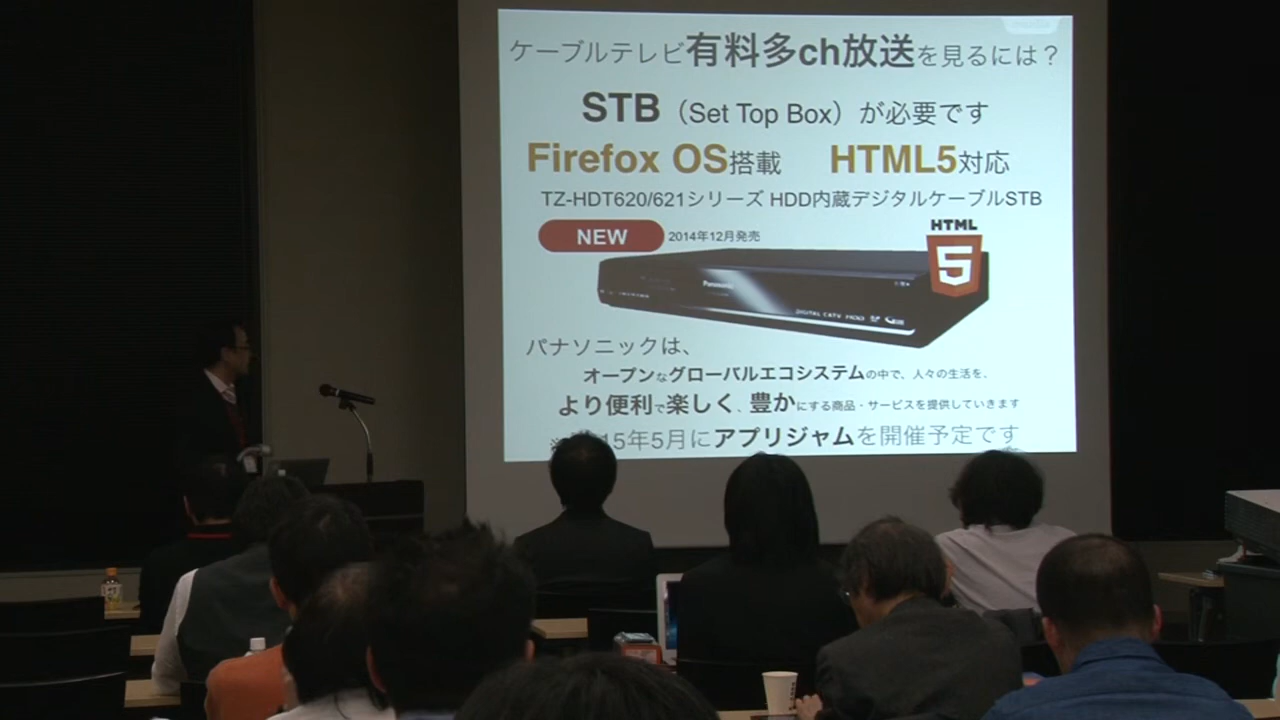 ケーブルテレビ有料多ch放送を見るには？
STB（Set Top Box）が必要です
Firefox OS搭載 HTML5対応
TZ-HDT620/621シリーズ HDD内蔵デジタルケーブルSTB
NEW 2014年12月発売
HTML
5
Panasonic
DIGITAL CATV
パナソニックは、
オープンなグローバルエコシステムの中で、人々の生活を、
より便利で楽しく、豊かにする商品・サービスを提供していきます
15年5月にアプリジャムを開催予定です